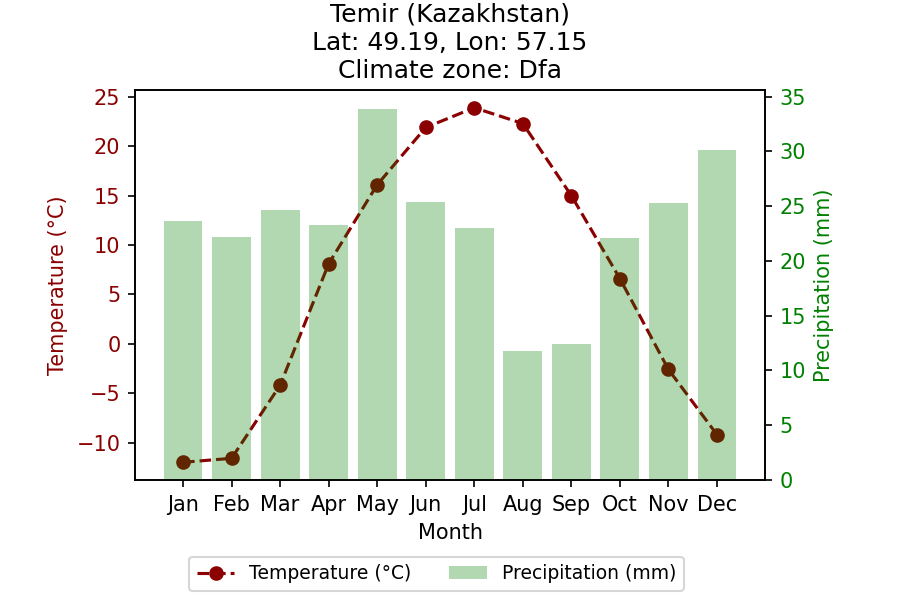 Temir (Kazakhstan)
Lat: 49.19, Lon: 57.15
Climate zone: Dfa
Temperature (°C)
25
20
15
10
5
0
−5
−10
Precipitation (mm)
35
30
25
20
15
10
5
0
Jan Feb Mar Apr May Jun Jul Aug Sep Oct Nov Dec
Month
Temperature (°C) Precipitation (mm)